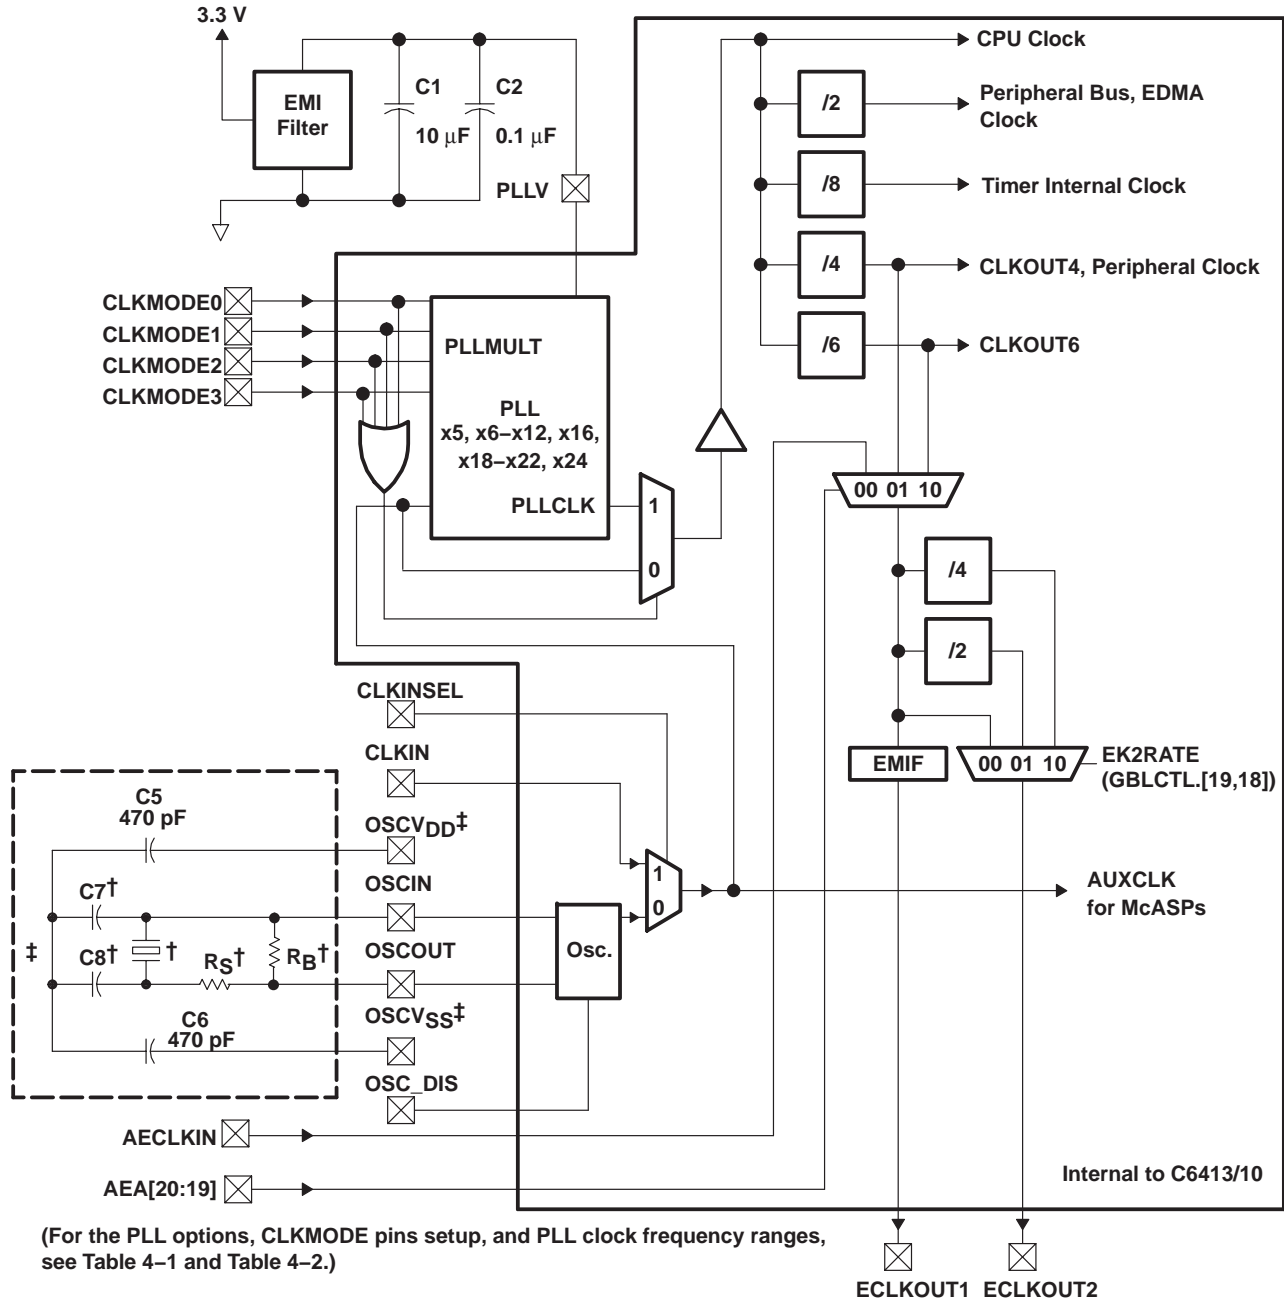 3.3 V
CPU Clock
EMI
Filter
C1
10 µF
C2
0.1 µF
/2
Peripheral Bus, EDMA
Clock
PLLV
/8
Timer Internal Clock
/4
CLKOUT4, Peripheral Clock
CLKMODE0
CLKMODE1
CLKMODE2
CLKMODE3
/6
CLKOUT6
PLLMULT
PLL
x5, x6–x12, x16,
x18–x22, x24
PLLCLK
1
0
00 01 10
/4
/2
CLKINSEL
CLKIN
EMIF
00 01 10
EK2RATE
(GBLCTL.[19,18])
C5
470 pF
OSCVDD‡
OSCIN
C7†
1
0
AUXCLK
for McASPs
‡
C8†
†
RS†
RB†
OSCOUT
Osc.
OSCVSS‡
C6
470 pF
OSC_DIS
AECLKIN
AEA[20:19]
Internal to C6413/10
(For the PLL options, CLKMODE pins setup, and PLL clock frequency ranges,
see Table 4–1 and Table 4–2.)
ECLKOUT1 ECLKOUT2